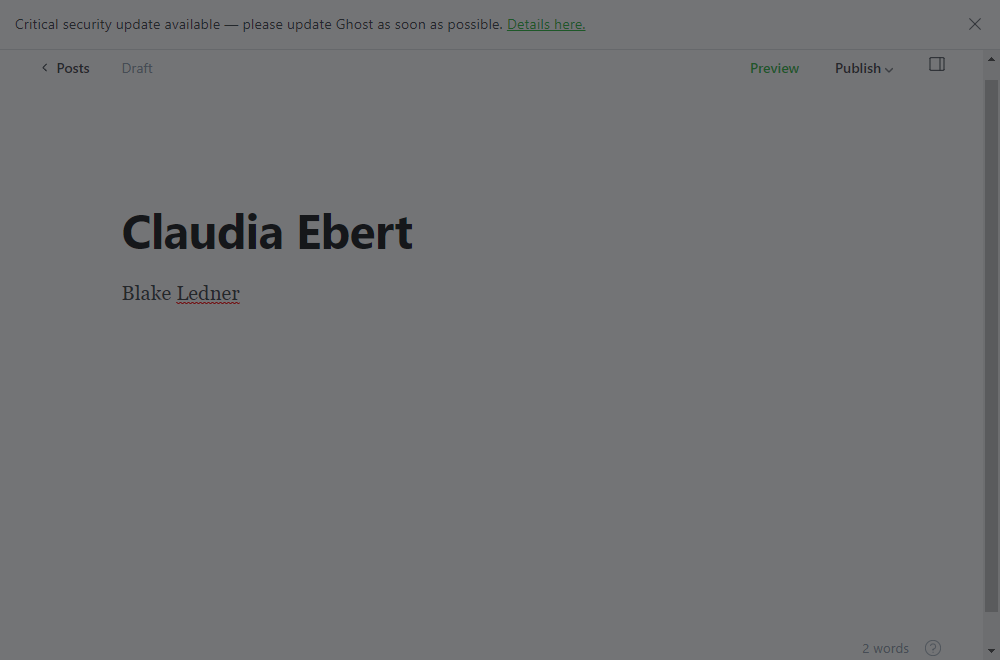 Critical security update available — please update Ghost as soon as possible. Details here.
Posts Draft Preview Publish
Claudia Ebert
Blake Ledner
2 words ?